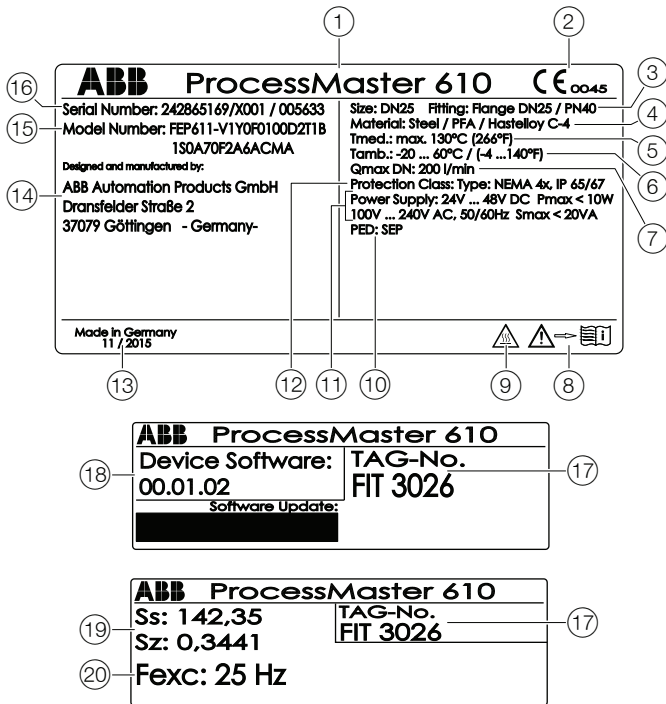 1 2
ABB ProcessMaster 610 CE 0045
16 Serial Number: 242865169/X001 / 005633
15 Model Number: FEP611-V1Y0F0100D2T1B
1S0A70F2A6ACMA
Designed and manufactured by:
14 ABB Automation Products GmbH
Dransfelder Straße 2
37079 Göttingen - Germany-
Size: DN25 Fitting: Flange DN25 / PN40 3
Material: Steel / PFA / Hastelloy C-4 4
Tmed.: max. 130°C (266°F) 5
Tamb.: -20 ... 60°C / (-4 ...140°F) 6
Qmax DN: 200 l/min 7
Protection Class: Type: NEMA 4x, IP 65/67
Power Supply: 24V ... 48V DC Pmax < 10W
100V ... 240V AC, 50/60Hz Smax < 20VA
PED: SEP
Made in Germany
11 / 2015
i
13 12 11 10 9 8
ABB ProcessMaster 610
18 Device Software:
00.01.02
Software Update:
TAG-No. 17
FIT 3026
ABB ProcessMaster 610
19 Ss: 142,35
Sz: 0,3441
20 Fexc: 25 Hz
TAG-No. 17
FIT 3026